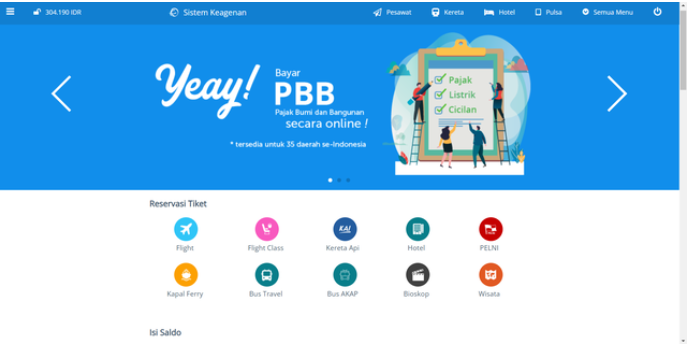 304.190 IDR
Sistem Keagenan
Pesawat
Kereta
Hotel
Pulsa
Semua Menu
Yeay!
Bayar
PBB
Pajak Bumi dan Bangunan
secara online !
* tersedia untuk 35 daerah se-Indonesia
Pajak
Listrik
Cicilan
Reservasi Tiket
Flight
Flight Class
KAI
Kereta Api
Hotel
PELNI
Kapal Ferry
Bus Travel
Bus AKAP
Bioskop
Wisata
Isi Saldo